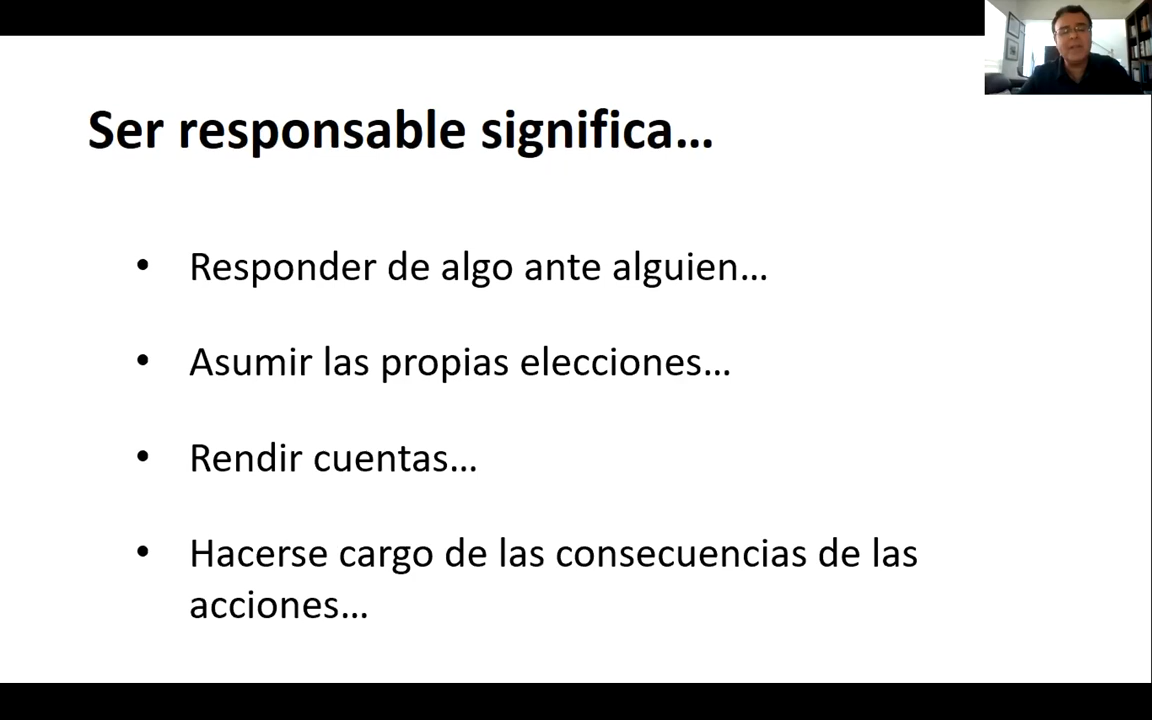 Ser responsable significa…
• Responder de algo ante alguien…
• Asumir las propias elecciones…
• Rendir cuentas…
• Hacerse cargo de las consecuencias de las
acciones…